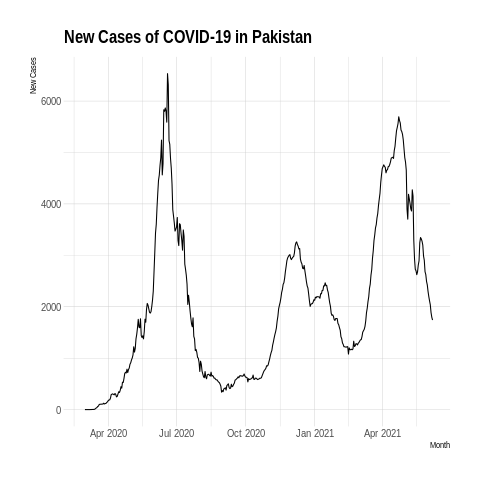 New Cases of COVID-19 in Pakistan
New Cases
6000
4000
2000
0
Apr 2020 Jul 2020 Oct 2020 Jan 2021 Apr 2021
Month